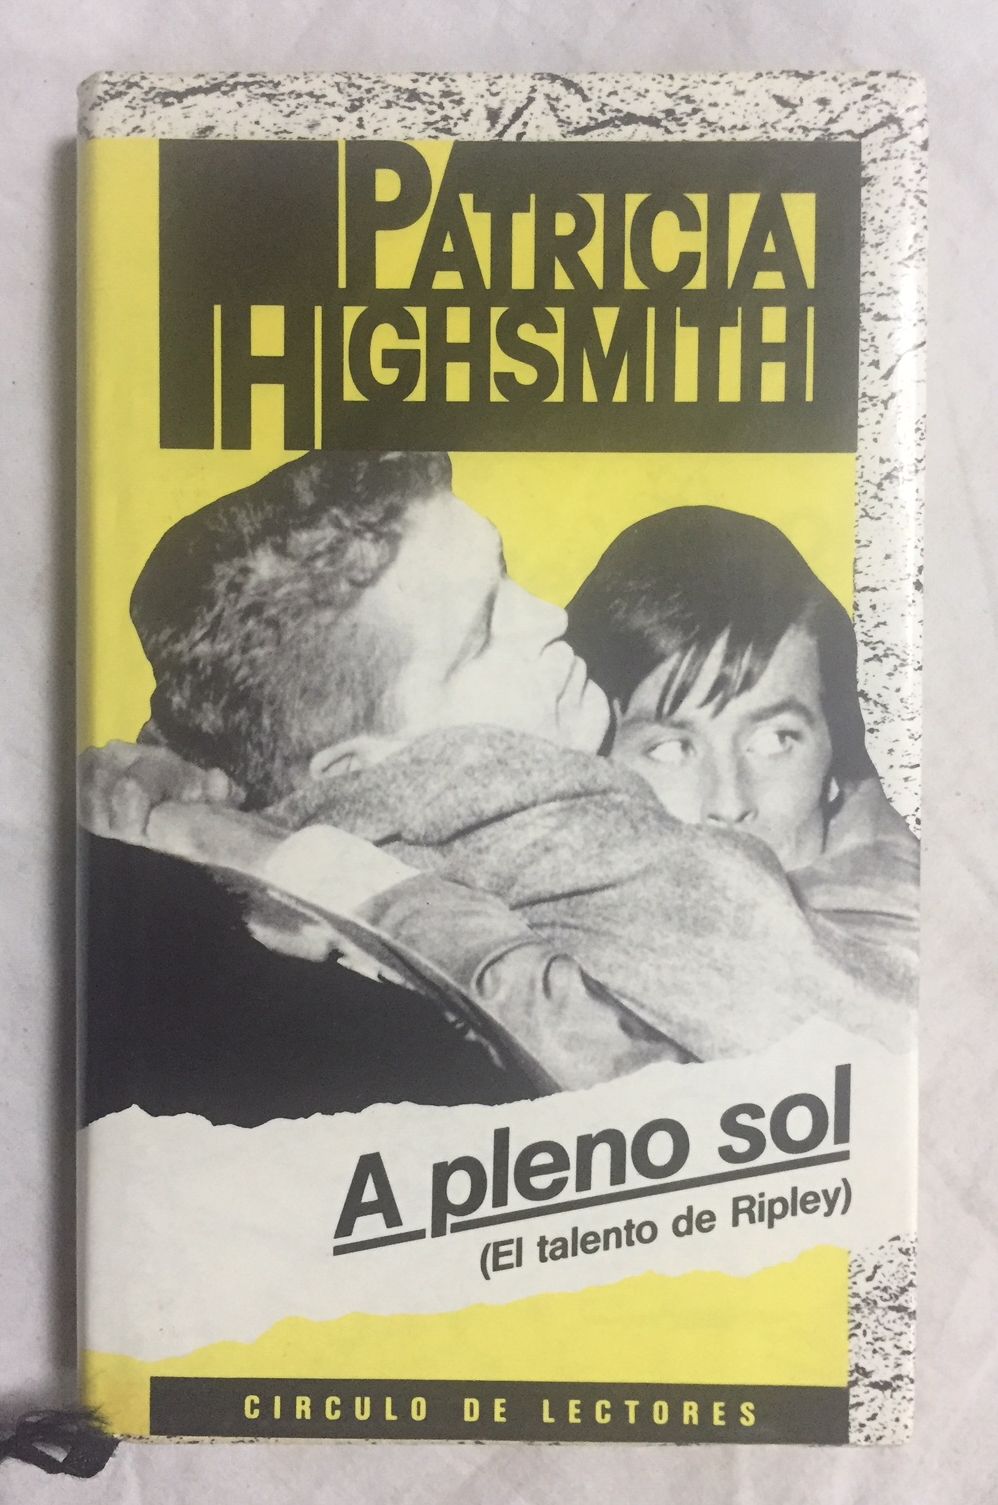 PATRICIA
HIGHSMITH
A pleno sol
(El talento de Ripley)
CIRCULO DE LECTORES